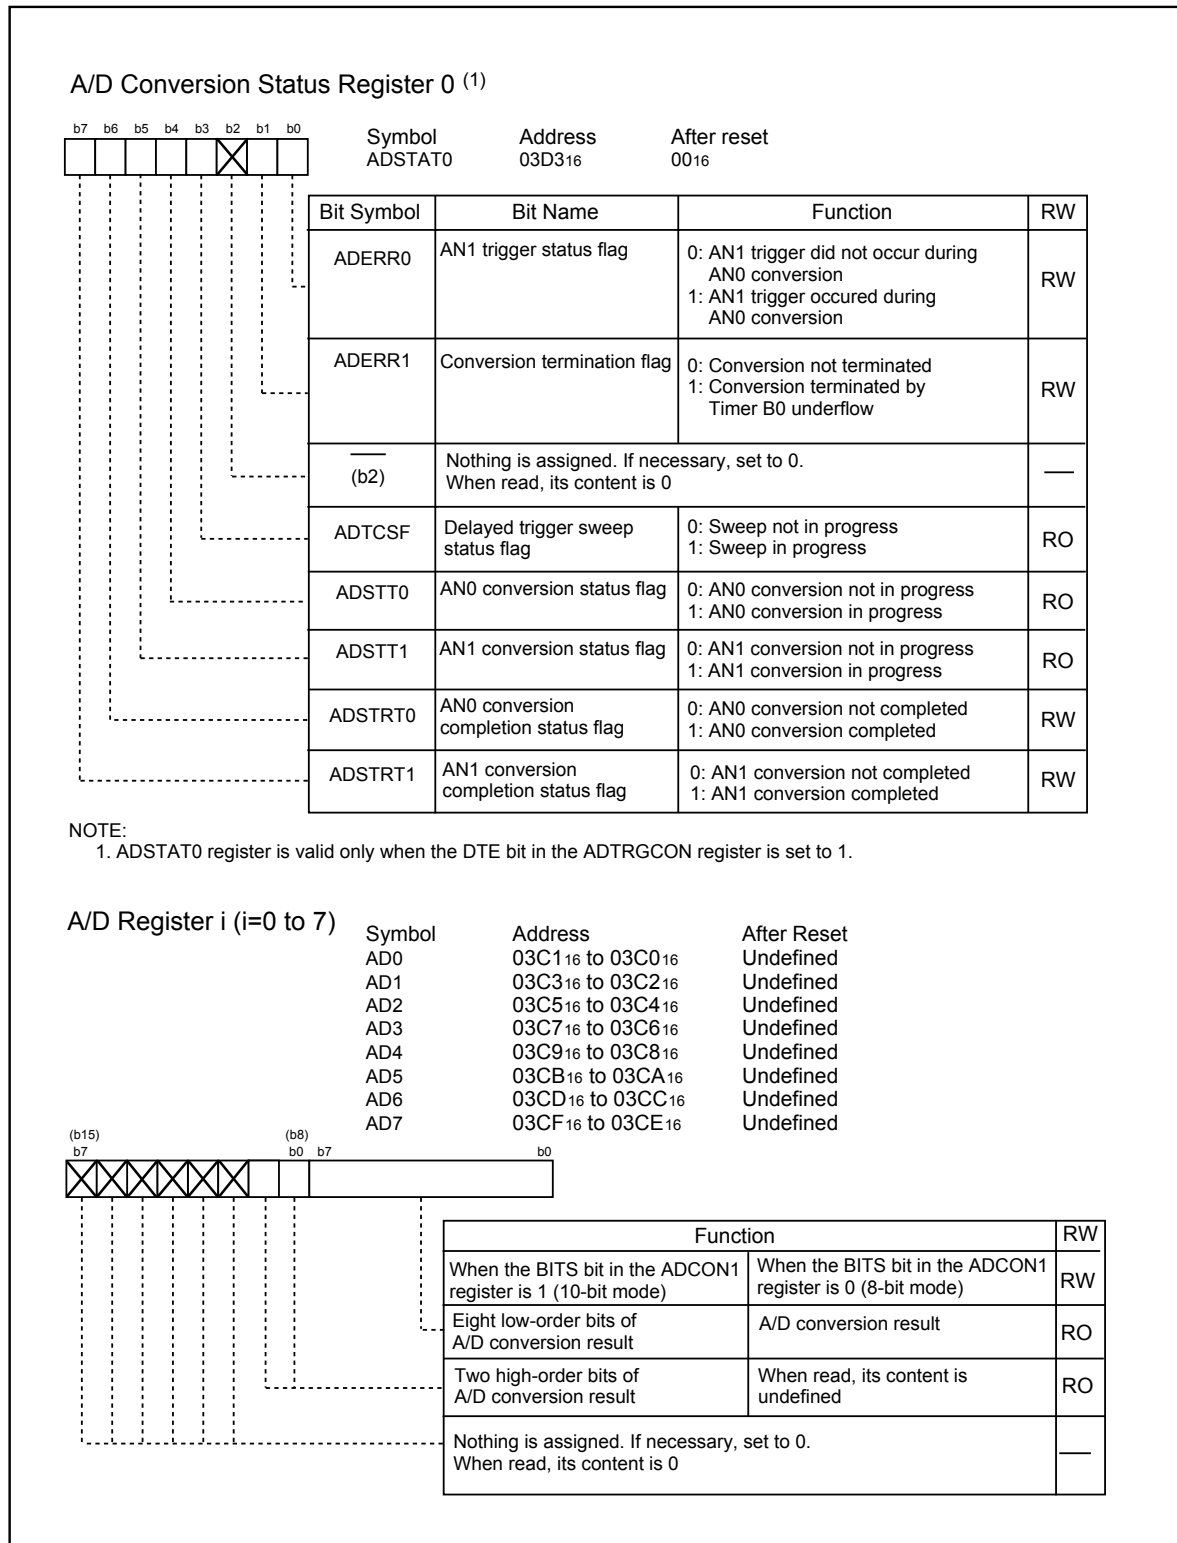 A/D Conversion Status Register 0 (1)
b7 b6 b5 b4 b3 b2 b1 b0
Symbol Address After reset
ADSTAT0 03D316 0016
Bit Symbol Bit Name Function RW
ADERR0 AN1 trigger status flag 0: AN1 trigger did not occur during
AN0 conversion
1: AN1 trigger occured during
AN0 conversion
RW
ADERR1 Conversion termination flag 0: Conversion not terminated
1: Conversion terminated by
Timer B0 underflow
RW
(b2) Nothing is assigned. If necessary, set to 0.
When read, its content is 0
—
ADTCSF Delayed trigger sweep
status flag
0: Sweep not in progress
1: Sweep in progress
RO
ADSTT0 AN0 conversion status flag 0: AN0 conversion not in progress
1: AN0 conversion in progress
RO
ADSTT1 AN1 conversion status flag 0: AN1 conversion not in progress
1: AN1 conversion in progress
RO
ADSTRT0 AN0 conversion
completion status flag
0: AN0 conversion not completed
1: AN0 conversion completed
RW
ADSTRT1 AN1 conversion
completion status flag
0: AN1 conversion not completed
1: AN1 conversion completed
RW
NOTE:
1. ADSTAT0 register is valid only when the DTE bit in the ADTRGCON register is set to 1.
A/D Register i (i=0 to 7)
Symbol Address After Reset
AD0 03C116 to 03C016 Undefined
AD1 03C316 to 03C216 Undefined
AD2 03C516 to 03C416 Undefined
AD3 03C716 to 03C616 Undefined
AD4 03C916 to 03C816 Undefined
AD5 03CB16 to 03CA16 Undefined
AD6 03CD16 to 03CC16 Undefined
AD7 03CF16 to 03CE16 Undefined
(b15) (b8)
b7 b0 b7 b0
Function RW
When the BITS bit in the ADCON1
register is 1 (10-bit mode)
When the BITS bit in the ADCON1
register is 0 (8-bit mode)
RW
Eight low-order bits of
A/D conversion result
A/D conversion result
RO
Two high-order bits of
A/D conversion result
When read, its content is
undefined
RO
Nothing is assigned. If necessary, set to 0.
When read, its content is 0
—